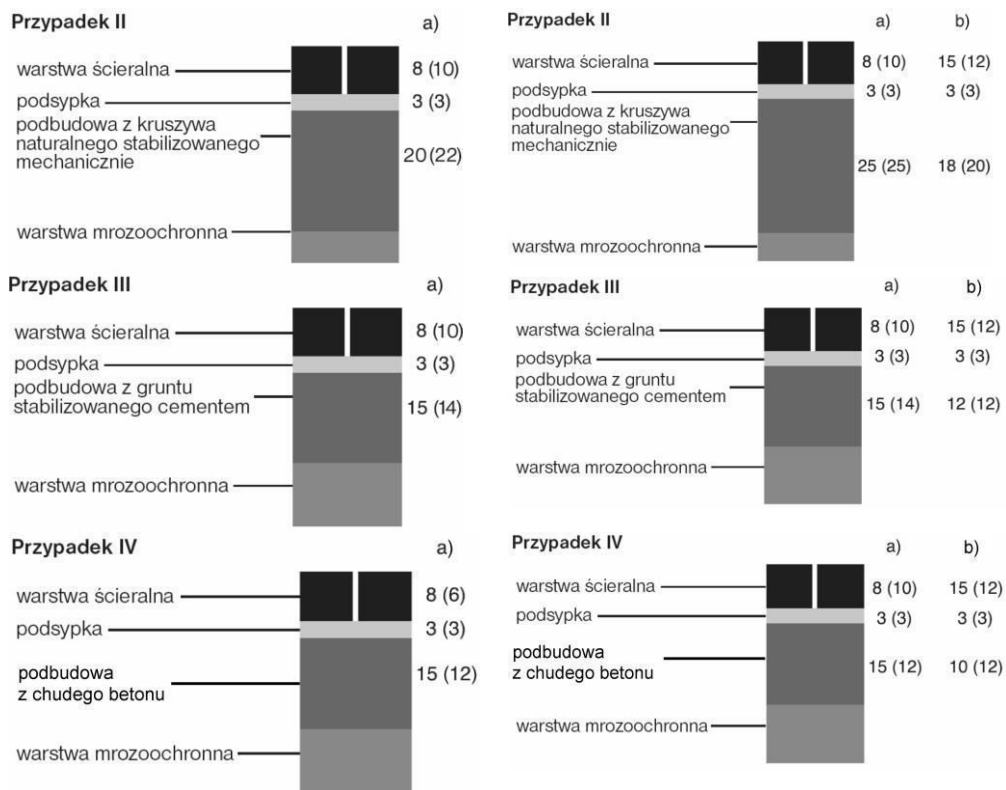 Przypadek II a)
warstwa ścieralna 8 (10)
podsypka 3 (3)
podbudowa z kruszywa
naturalnego stabilizowanego
mechanicznie
20 (22)
warstwa mrozoochronna
Przypadek III a)
warstwa ścieralna 8 (10)
podsypka 3 (3)
podbudowa z gruntu
stabilizowanego cementem
15 (14)
warstwa mrozoochronna
Przypadek IV a)
warstwa ścieralna 8 (6)
podsypka 3 (3)
podbudowa 15 (12)
z chudego betonu
warstwa mrozoochronna
Przypadek II a) b)
warstwa ścieralna 8 (10) 15 (12)
podsypka 3 (3) 3 (3)
podbudowa z kruszywa
naturalnego stabilizowanego
mechanicznie
25 (25) 18 (20)
warstwa mrozoochronna
Przypadek III a) b)
warstwa ścieralna 8 (10) 15 (12)
podsypka 3 (3) 3 (3)
podbudowa z gruntu
stabilizowanego cementem
15 (14) 12 (12)
warstwa mrozoochronna
Przypadek IV a) b)
warstwa ścieralna 8 (10) 15 (12)
podsypka 3 (3) 3 (3)
podbudowa
z chudego betonu 15 (12) 10 (12)
warstwa mrozoochronna